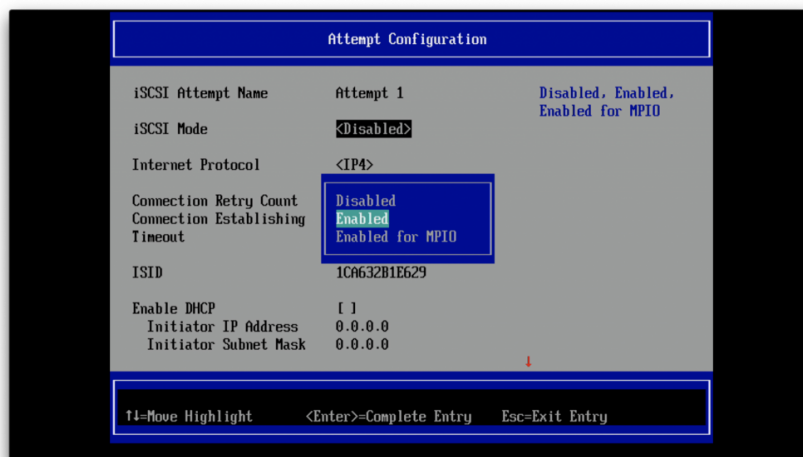 Attempt Configuration
iSCSI Attempt Name Attempt 1 Disabled, Enabled,
Enabled for MPIO
iSCSI Mode <Disabled>
Internet Protocol <IP4>
Connection Retry Count Disabled
Connection Establishing Enabled
Timeout Enabled for MPIO
ISID 1CA632B1E629
Enable DHCP [ ]
Initiator IP Address 0.0.0.0
Initiator Subnet Mask 0.0.0.0
↓
↑↓=Move Highlight <Enter>=Complete Entry Esc=Exit Entry